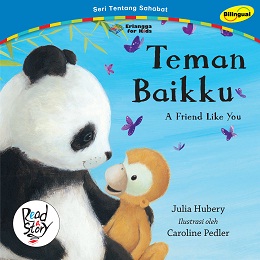 Seri Tentang Sahabat
Erlangga
for Kids
Bilingual
Teman
Baikku
A Friend Like You
Julia Hubery
Ilustrasi oleh
Caroline Pedler
Read
A
Story